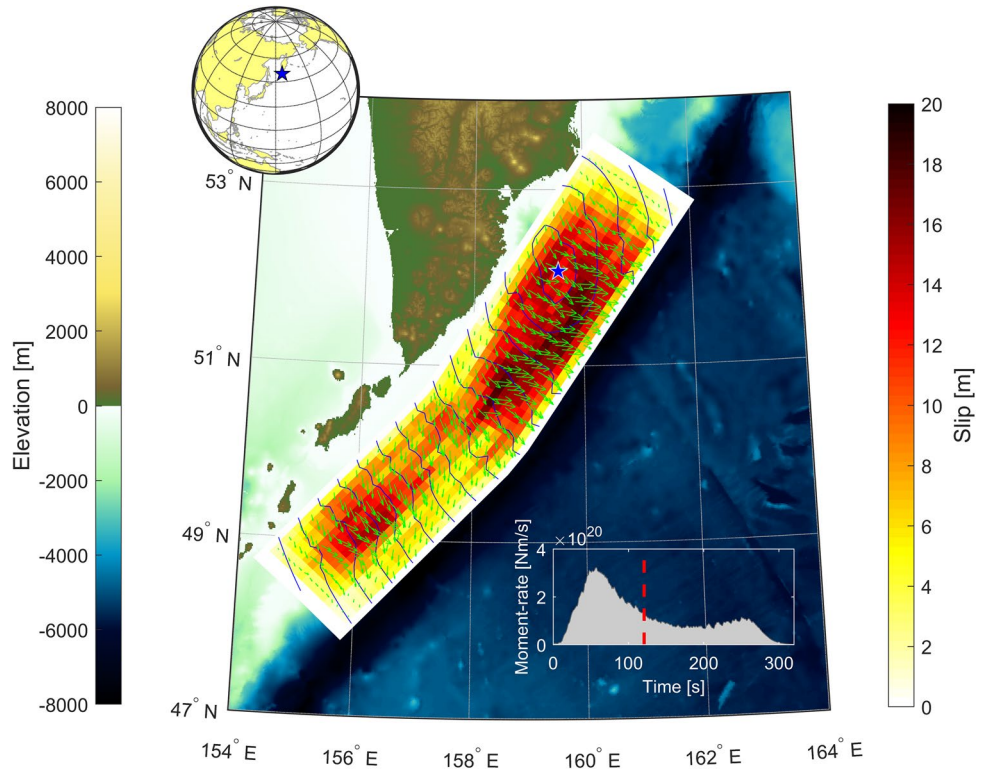 8000
6000
4000
2000
0
-2000
-4000
-6000
-8000
Elevation [m]
53° N
51° N
49° N
47° N
154° E
156° E
158° E
160° E
162° E
164° E
Moment-rate [Nm/s]
×10²⁰
4
2
0
0
100
200
300
Time [s]
20
18
16
14
12
10
8
6
4
2
0
Slip [m]